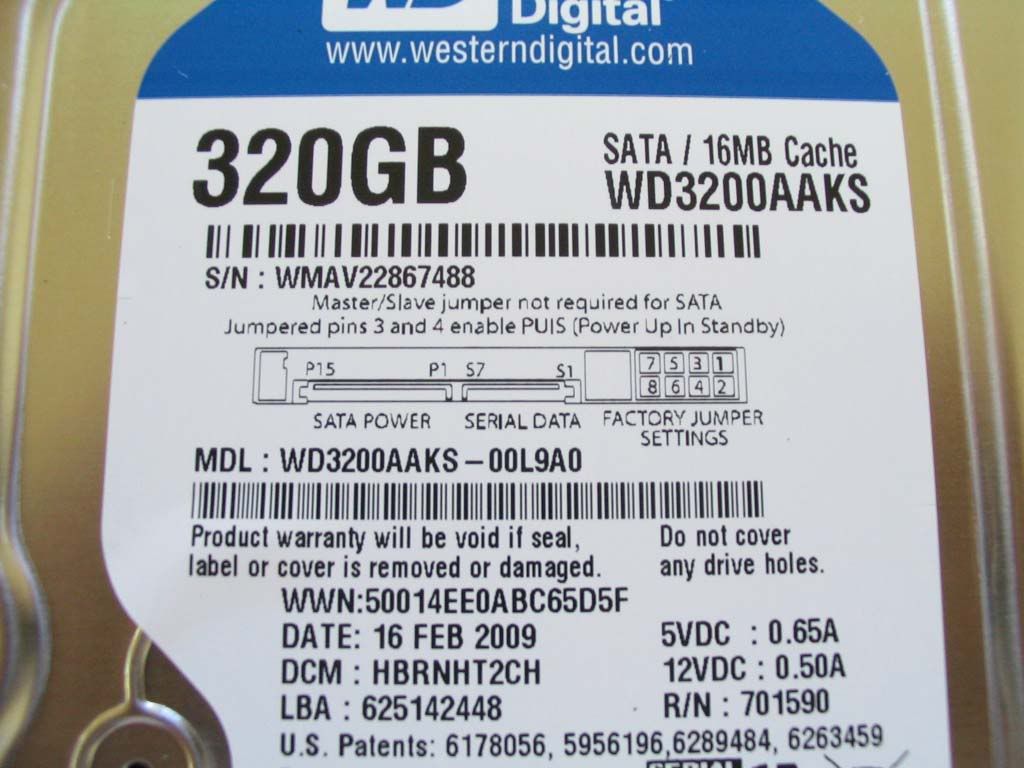 WD Digital
www.westerndigital.com
320GB
SATA / 16MB Cache
WD3200AAKS
S/N : WMAV22867488
Master/Slave jumper not required for SATA
Jumpered pins 3 and 4 enable PUIS (Power Up In Standby)
P15 P1 S7 S1 7 5 3 1
8 6 4 2
SATA POWER SERIAL DATA FACTORY JUMPER
SETTINGS
MDL : WD3200AAKS - 00L9A0
Product warranty will be void if seal, Do not cover
label or cover is removed or damaged. any drive holes.
WWN:50014EE0ABC65D5F
DATE: 16 FEB 2009 5VDC : 0.65A
DCM : HBRNHT2CH 12VDC : 0.50A
LBA : 625142448 R/N : 701590
U.S. Patents: 6178056, 5956196,6289484, 6263459
SERIAL